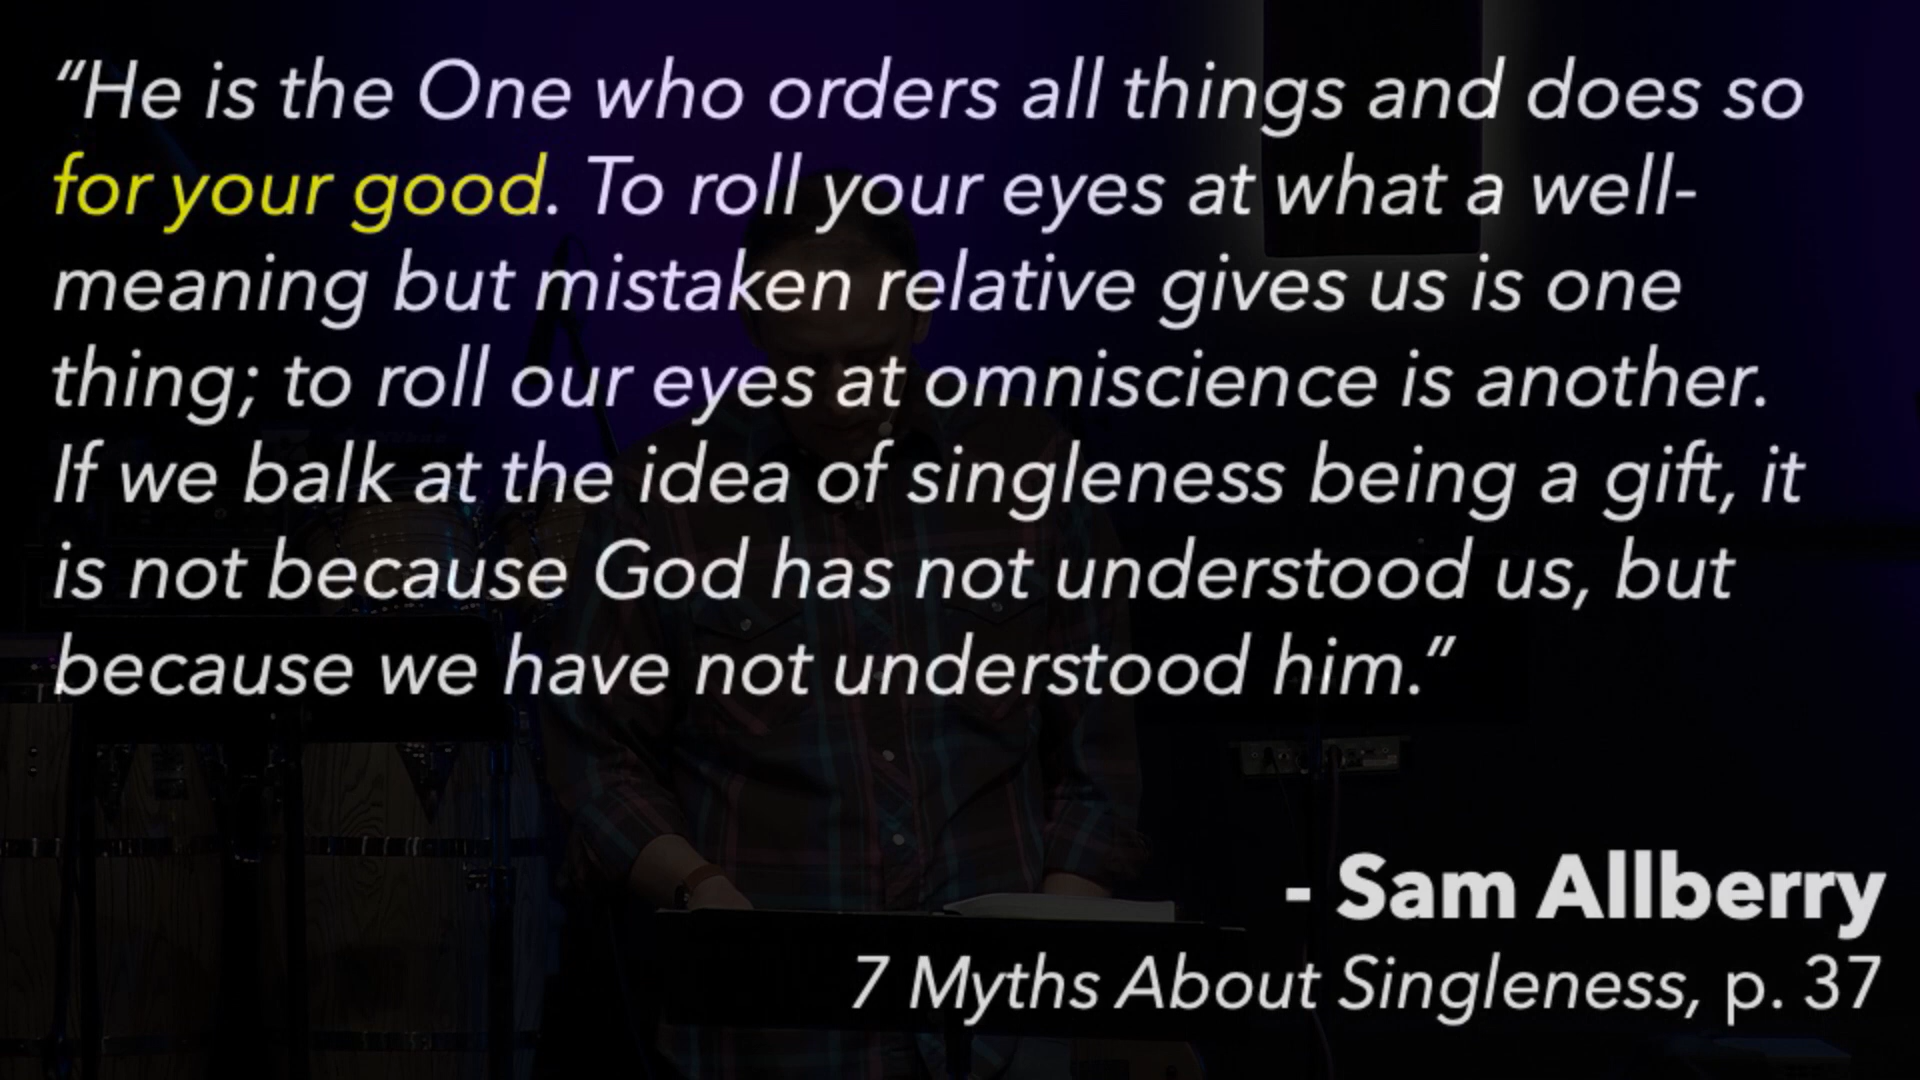 “He is the One who orders all things and does so
for your good. To roll your eyes at what a well-
meaning but mistaken relative gives us is one
thing; to roll our eyes at omniscience is another.
If we balk at the idea of singleness being a gift, it
is not because God has not understood us, but
because we have not understood him.”
- Sam Allberry
7 Myths About Singleness, p. 37